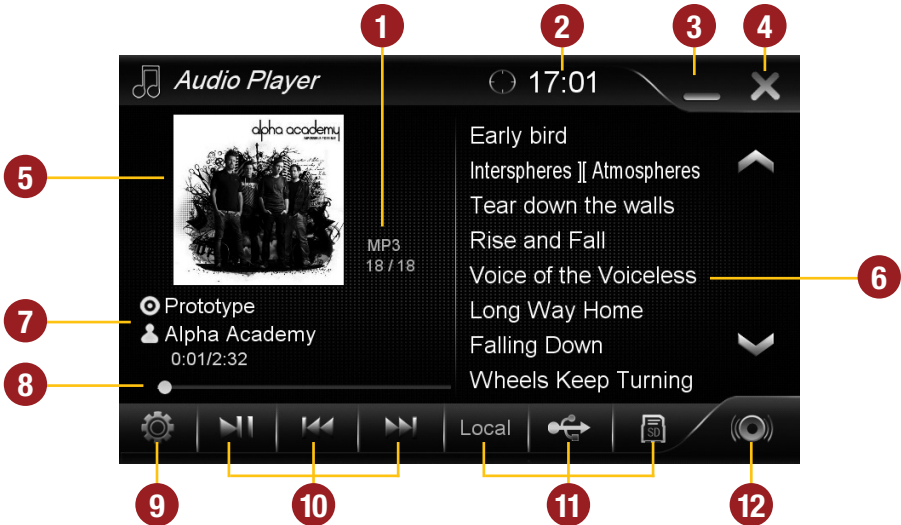 1
2
3
4
Audio Player
17:01
alpha academy
5
MP3
18 / 18
Early bird
Interspheres ][ Atmospheres
Tear down the walls
Rise and Fall
Voice of the Voiceless
6
Long Way Home
Falling Down
Wheels Keep Turning
7
Prototype
Alpha Academy
0:01/2:32
8
Local
SD
9
10
11
12